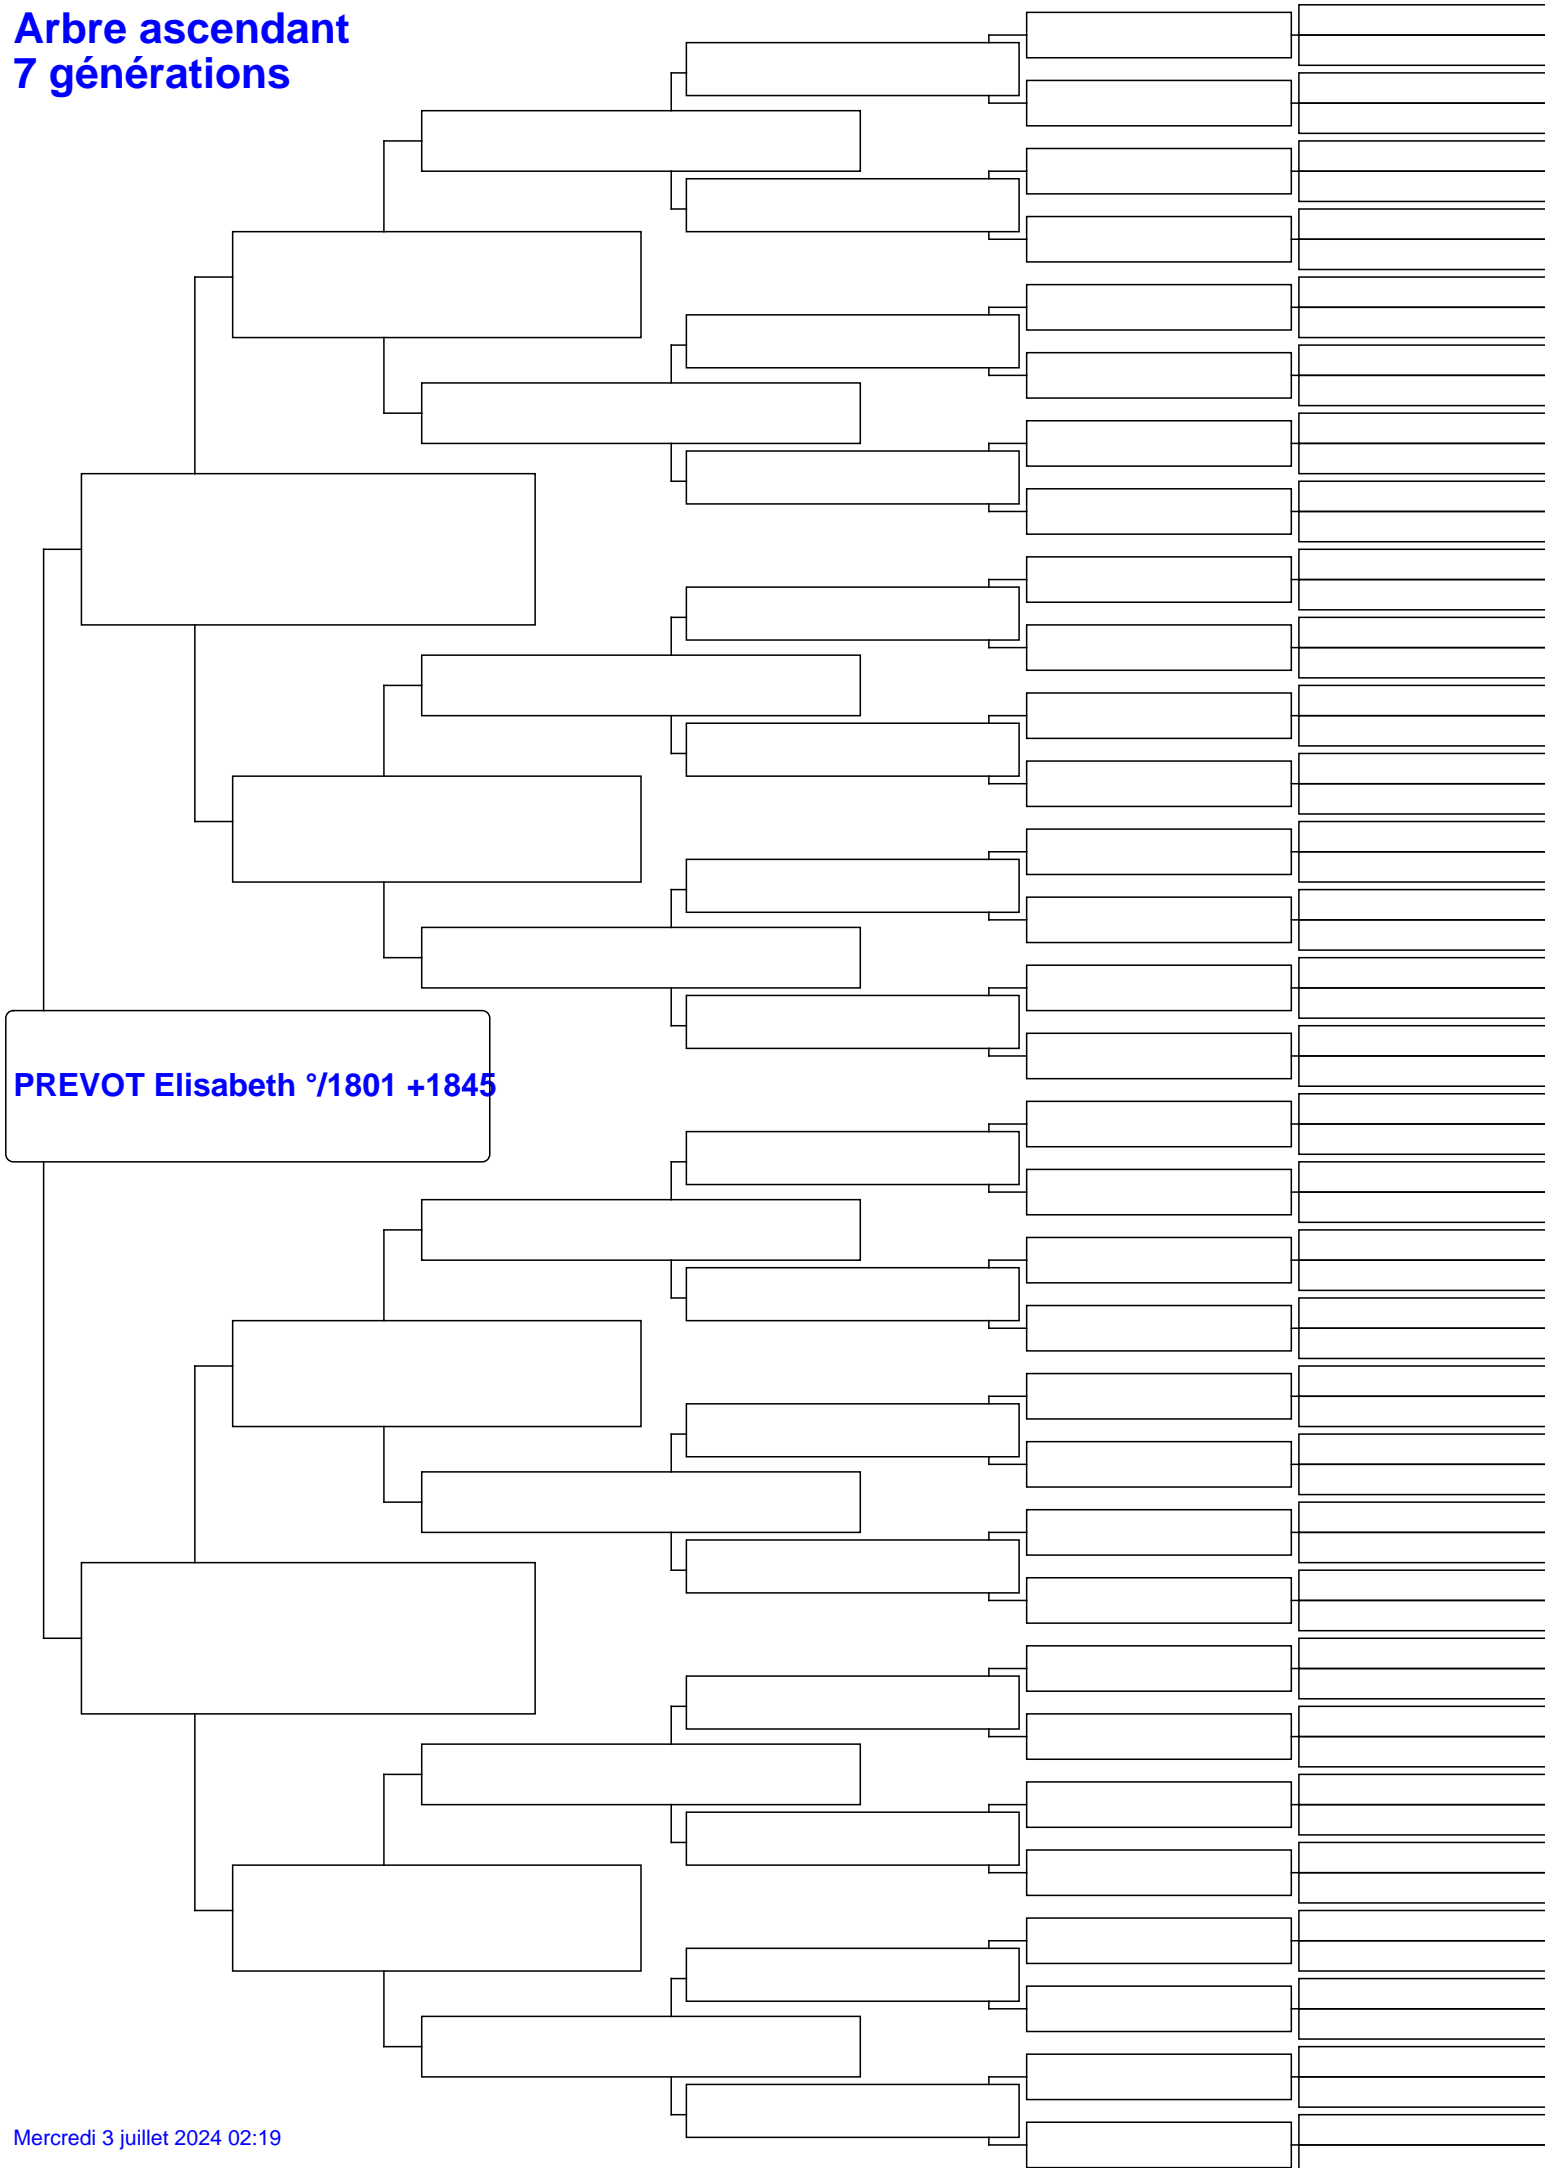 Arbre ascendant
7 générations
PREVOT Elisabeth °/1801 +1845
Mercredi 3 juillet 2024 02:19